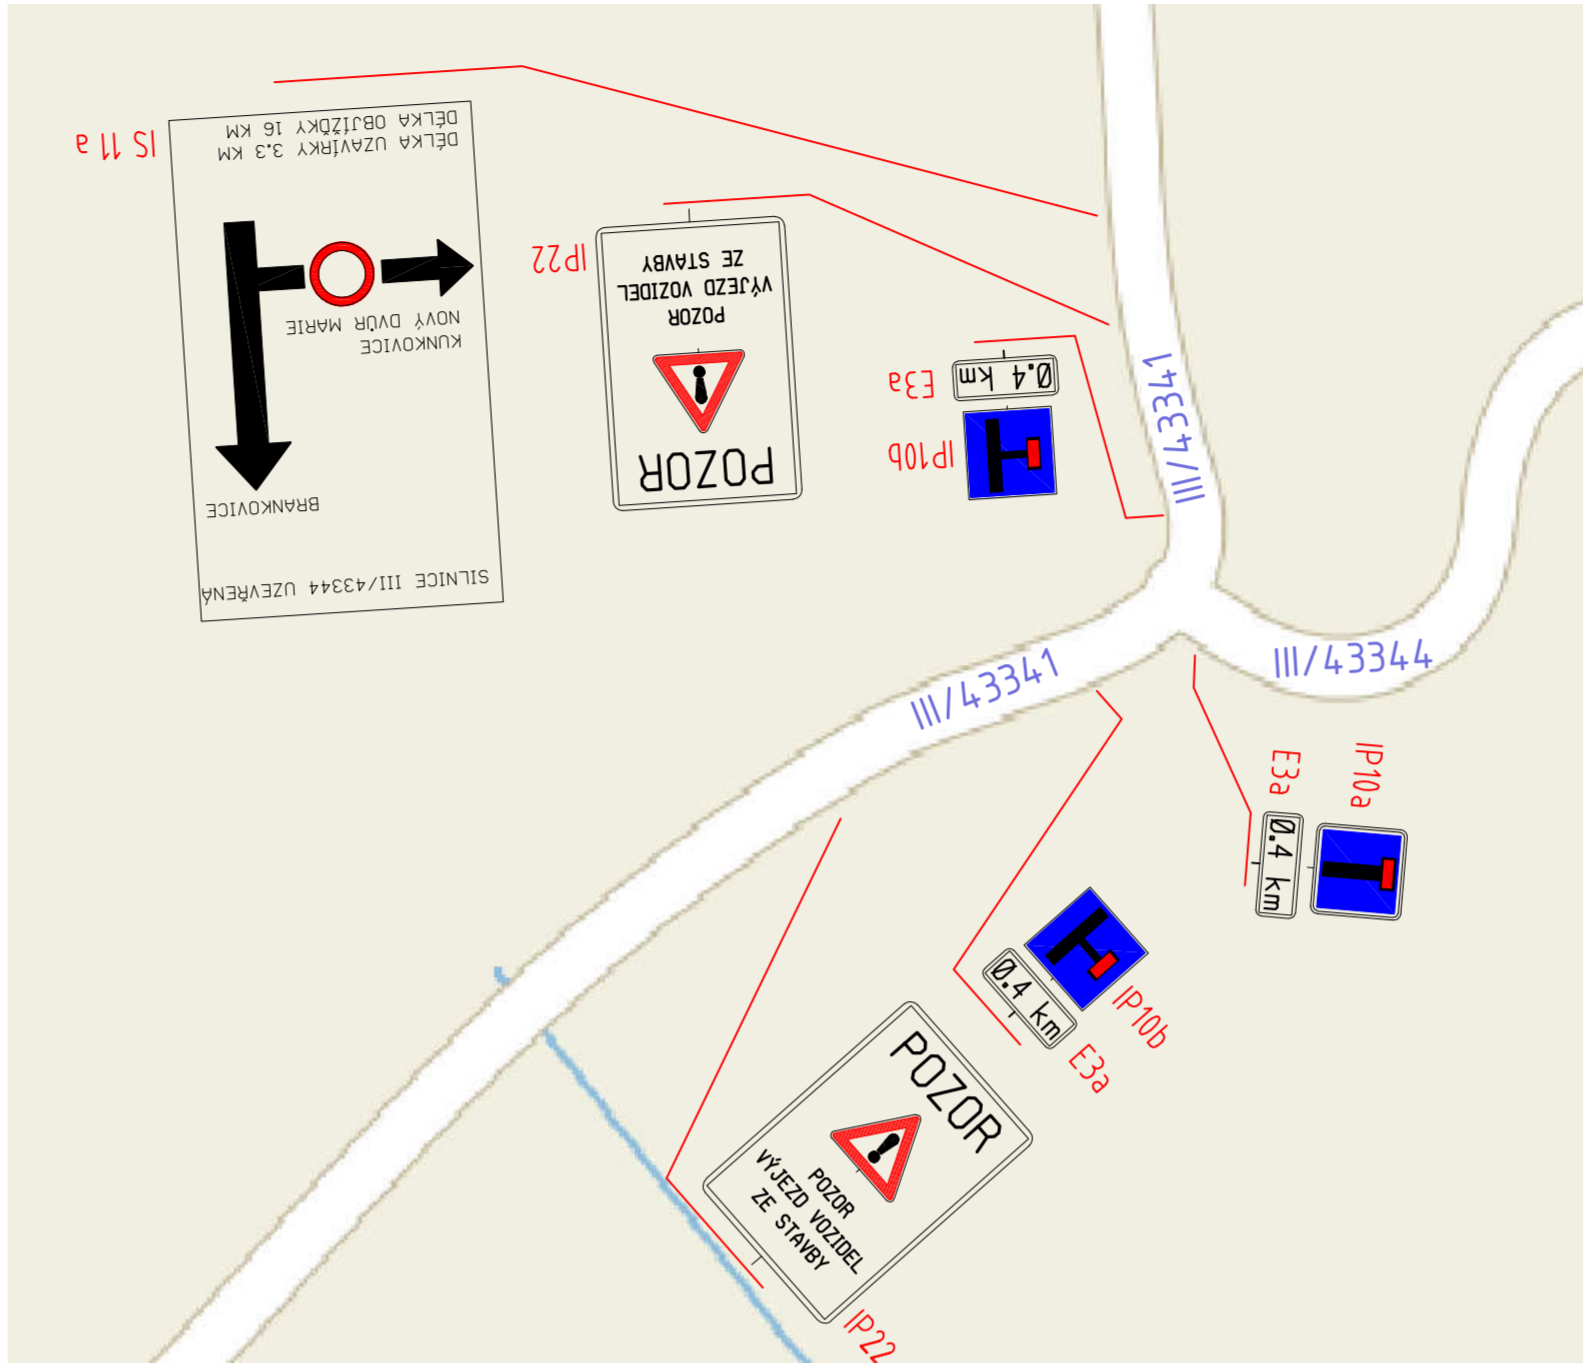 IS 11a
SILNICE III/43344 UZEVŘENÁ
BRANKOVICE
KUNKOVICE
NOVÝ DVŮR MARIE
DÉLKA UZAVÍRKY 3.3 KM
DÉLKA OBJÍŽĎKY 16 KM
IP22
POZOR
POZOR
VÝJEZD VOZIDEL
ZE STAVBY
IP10b
E3a
0.4 km
III/43341
III/43341
III/43344
IP10a
E3a
0.4 km
IP10b
E3a
0.4 km
POZOR
POZOR
VÝJEZD VOZIDEL
ZE STAVBY
IP22